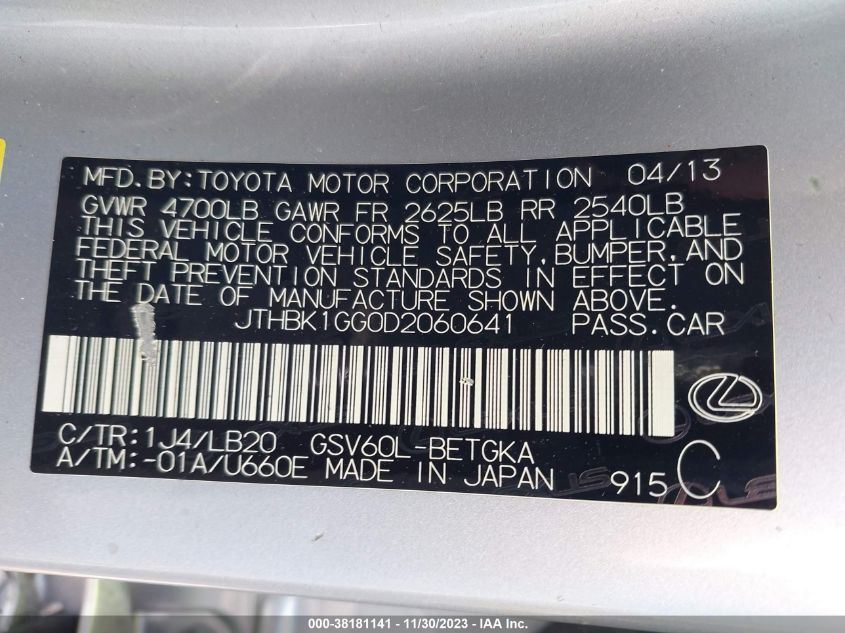 MFD.BY:TOYOTA MOTOR CORPORATION 04/13
GVWR 4700LB GAWR FR 2625LB RR 2540LB
THIS VEHICLE CONFORMS TO ALL APPLICABLE
FEDERAL MOTOR VEHICLE SAFETY,BUMPER,AND
THEFT PREVENTION STANDARDS IN EFFECT ON
THE DATE OF MANUFACTURE SHOWN ABOVE.
JTHBK1GG0D2060641 PASS.CAR
C/TR:1J4/LB20 GSV60L-BETGKA
A/TM:-01A/U660E MADE IN JAPAN 915 C
000-38181141 - 11/30/2023 - IAA Inc.